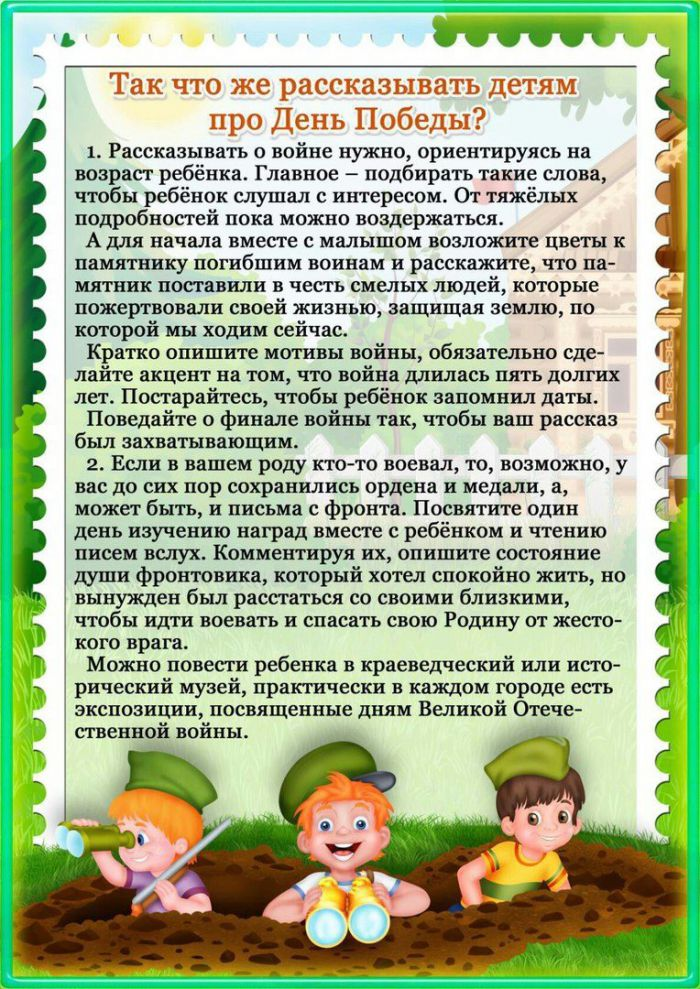 Так что же рассказывать детям
про День Победы?
1. Рассказывать о войне нужно, ориентируясь на
возраст ребёнка. Главное – подбирать такие слова,
чтобы ребёнок слушал с интересом. От тяжёлых
подробностей пока можно воздержаться.
А для начала вместе с малышом возложите цветы к
памятнику погибшим воинам и расскажите, что па-
мятник поставили в честь смелых людей, которые
пожертвовали своей жизнью, защищая землю, по
которой мы ходим сейчас.
Кратко опишите мотивы войны, обязательно сде-
лайте акцент на том, что война длилась пять долгих
лет. Постарайтесь, чтобы ребёнок запомнил даты.
Поведайте о финале войны так, чтобы ваш рассказ
был захватывающим.
2. Если в вашем роду кто-то воевал, то, возможно, у
вас до сих пор сохранились ордена и медали, а,
может быть, и письма с фронта. Посвятите один
день изучению наград вместе с ребёнком и чтению
писем вслух. Комментируя их, опишите состояние
души фронтовика, который хотел спокойно жить, но
вынужден был расстаться со своими близкими,
чтобы идти воевать и спасать свою Родину от жесто-
кого врага.
Можно повести ребенка в краеведческий или исто-
рический музей, практически в каждом городе есть
экспозиции, посвященные дням Великой Отече-
ственной войны.